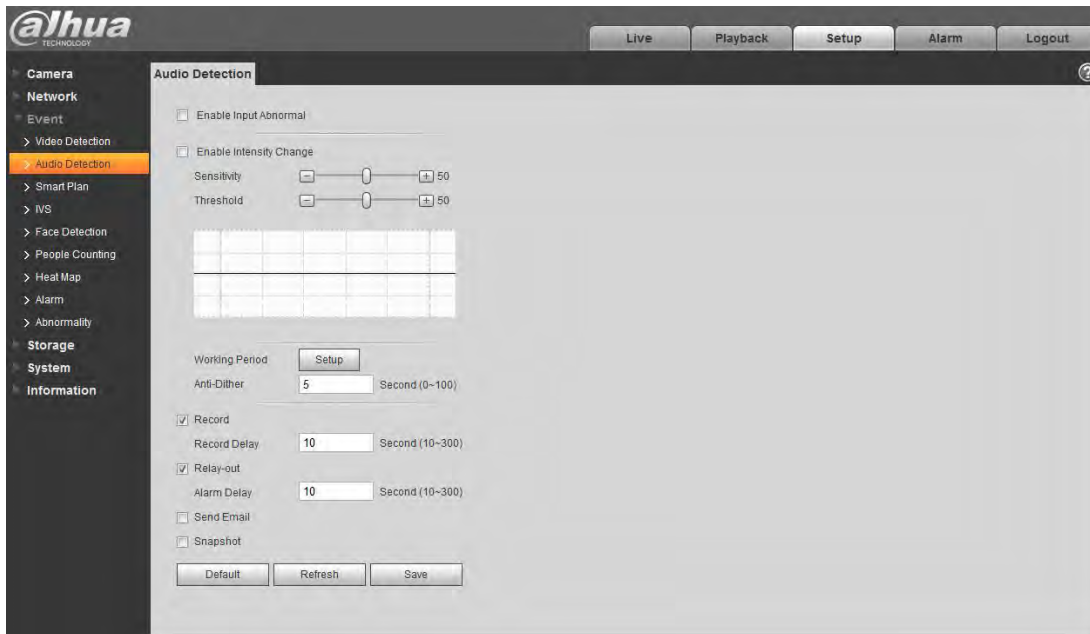 alhua
TECHNOLOGY
Live Playback Setup Alarm Logout
Camera
Network
Event
> Video Detection
> Audio Detection
> Smart Plan
> IVS
> Face Detection
> People Counting
> Heat Map
> Alarm
> Abnormality
Storage
System
Information
Audio Detection
?
Enable Input Abnormal
Enable Intensity Change
Sensitivity - + 50
Threshold - + 50
Working Period Setup
Anti-Dither 5 Second (0~100)
Record
Record Delay 10 Second (10~300)
Relay-out
Alarm Delay 10 Second (10~300)
Send Email
Snapshot
Default Refresh Save